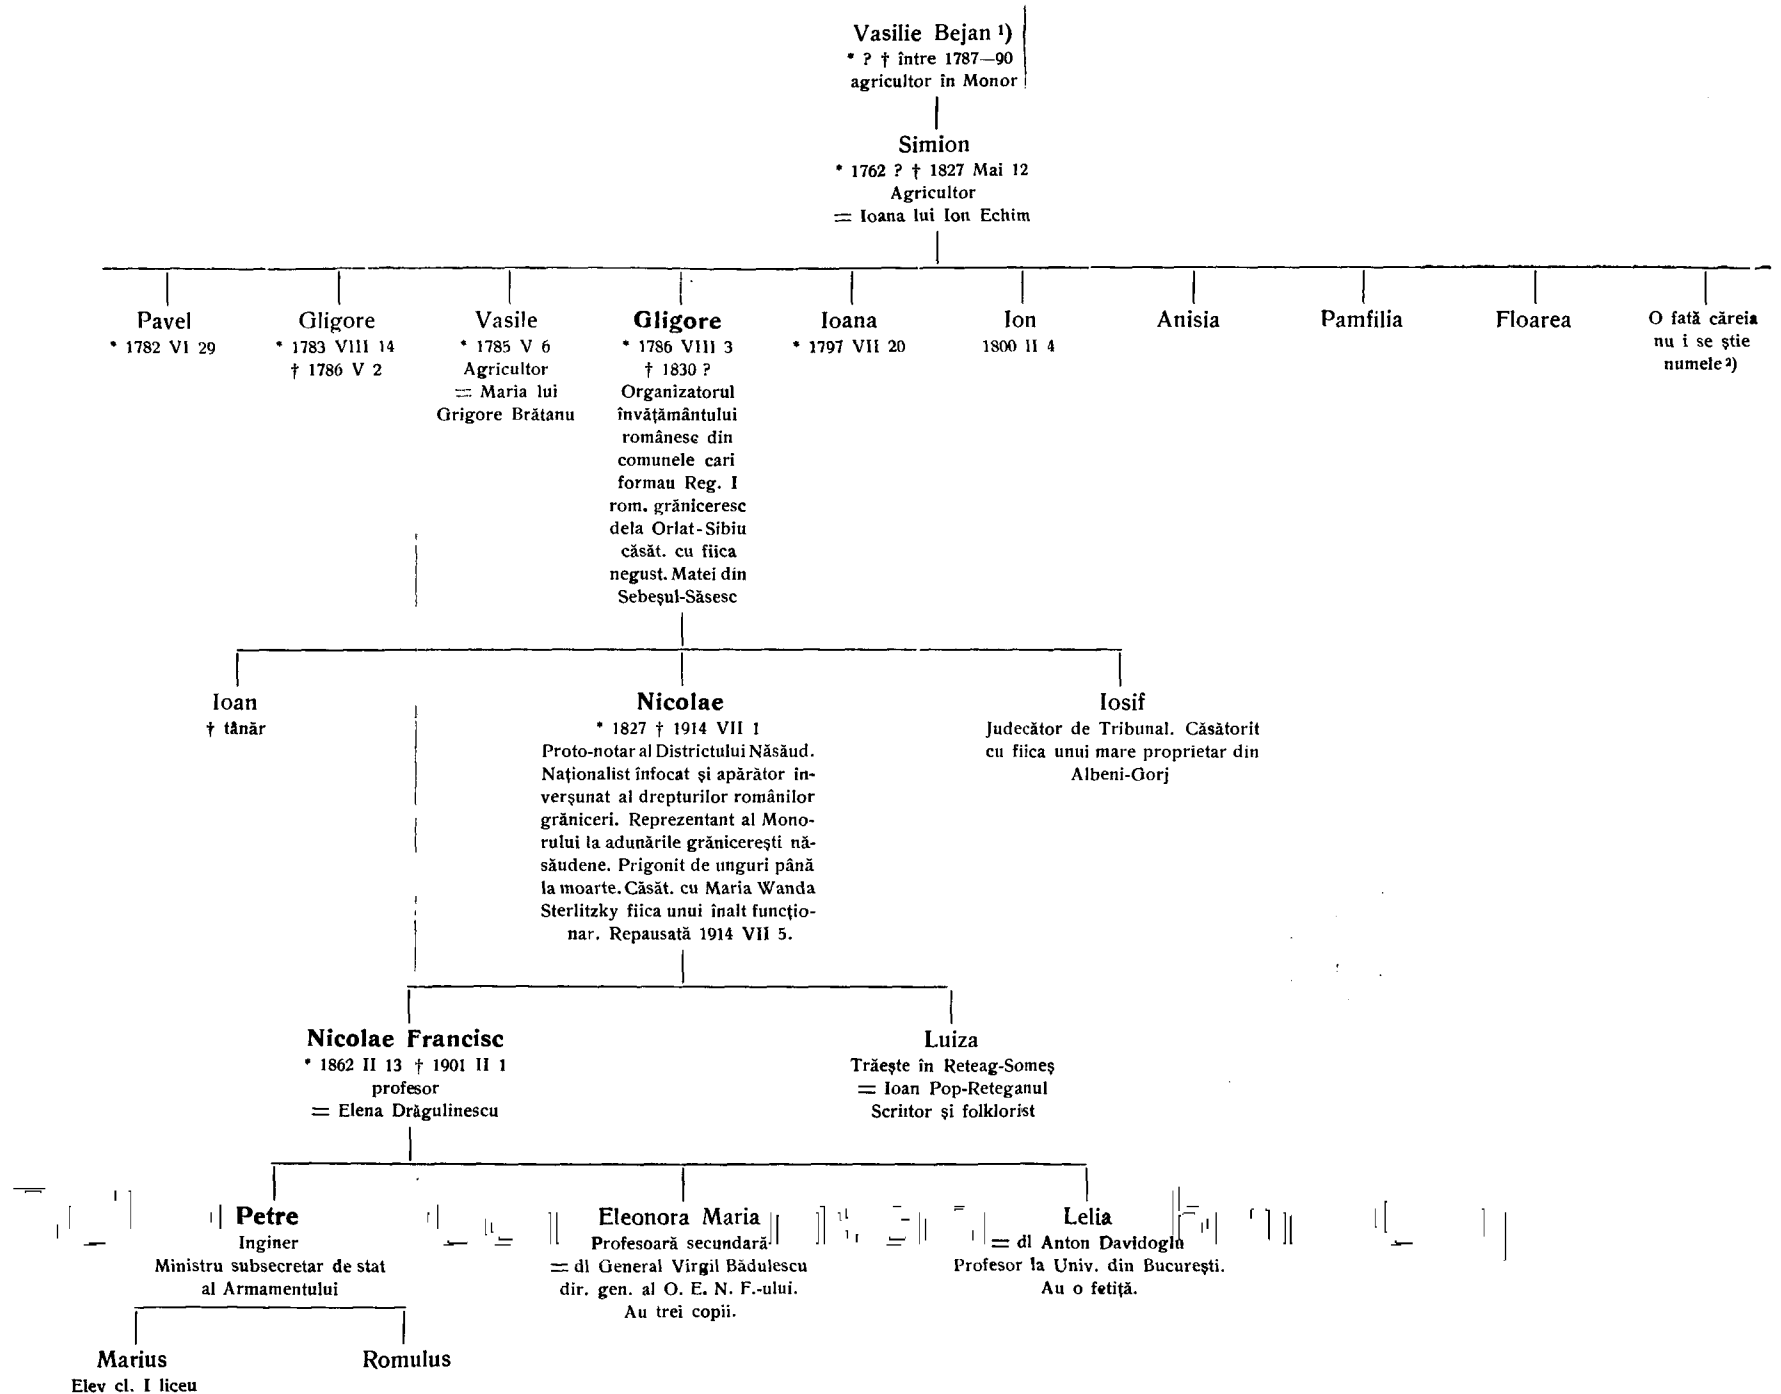 Vasilie Bejan ¹)
* ? † între 1787—90
agricultor în Monor
Simion
* 1762 ? † 1827 Mai 12
Agricultor
= Ioana lui Ion Echim
Pavel
* 1782 VI 29
Gligore
* 1783 VIII 14
† 1786 V 2
Vasile
* 1785 V 6
Agricultor
= Maria lui
Grigore Brătanu
Gligore
* 1786 VIII 3
† 1830 ?
Organizatorul
învățământului
românesc din
comunele cari
formau Reg. I
rom. grăniceresc
dela Orlat-Sibiu
căsăt. cu fiica
negust. Matei din
Sebeșul-Săsesc
Ioana
* 1797 VII 20
Ion
1800 II 4
Anisia
Pamfilia
Floarea
O fată căreia
nu i se știe
numele ²)
Ioan
† tânăr
Nicolae
* 1827 † 1914 VII 1
Proto-notar al Districtului Năsăud.
Naționalist înfocat și apărător in-
verșunat al drepturilor românilor
grăniceri. Reprezentant al Mono-
rului la adunările grănicerești nă-
săudene. Prigonit de unguri până
la moarte. Căsăt. cu Maria Wanda
Sterlitzky fiica unui înalt funcțio-
nar. Repausată 1914 VII 5.
Iosif
Judecător de Tribunal. Căsătorit
cu fiica unui mare proprietar din
Albeni-Gorj
Nicolae Francisc
* 1862 II 13 † 1901 II 1
profesor
= Elena Drăgulinescu
Luiza
Trăește în Reteag-Someș
= Ioan Pop-Reteganul
Scriitor și folklorist
Petre
Inginer
Ministru subsecretar de stat
al Armamentului
Eleonora Maria
Profesoară secundară
= dl General Virgil Bădulescu
dir. gen. al O. E. N. F.-ului.
Au trei copii.
Lelia
= dl Anton Davidoglu
Profesor la Univ. din București.
Au o fetiță.
Marius
Elev cl. I liceu
Romulus